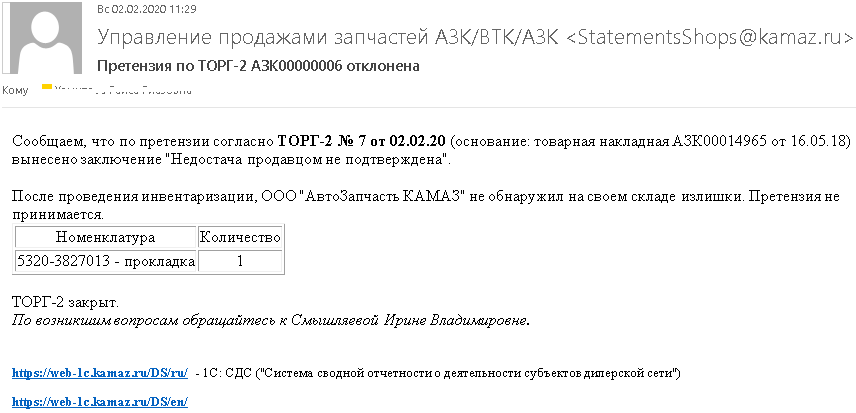 Вс 02.02.2020 11:29
Управление продажами запчастей АЗК/ВТК/АЗК <StatementsShops@kamaz.ru>
Претензия по ТОРГ-2 АЗК00000006 отклонена
Кому
Сообщаем, что по претензии согласно ТОРГ-2 № 7 от 02.02.20 (основание: товарная накладная АЗК00014965 от 16.05.18)
вынесено заключение "Недостача продавцом не подтверждена".
После проведения инвентаризации, ООО "АвтоЗапчасть КАМАЗ" не обнаружил на своем складе излишки. Претензия не
принимается.
Номенклатура Количество
5320-3827013 - прокладка 1
ТОРГ-2 закрыт.
По возникшим вопросам обращайтесь к Смышляевой Ирине Владимировне.
https://web-1c.kamaz.ru/DS/ru/ - 1С: СДС ("Система сводной отчетности о деятельности субъектов дилерской сети")
https://web-1c.kamaz.ru/DS/en/